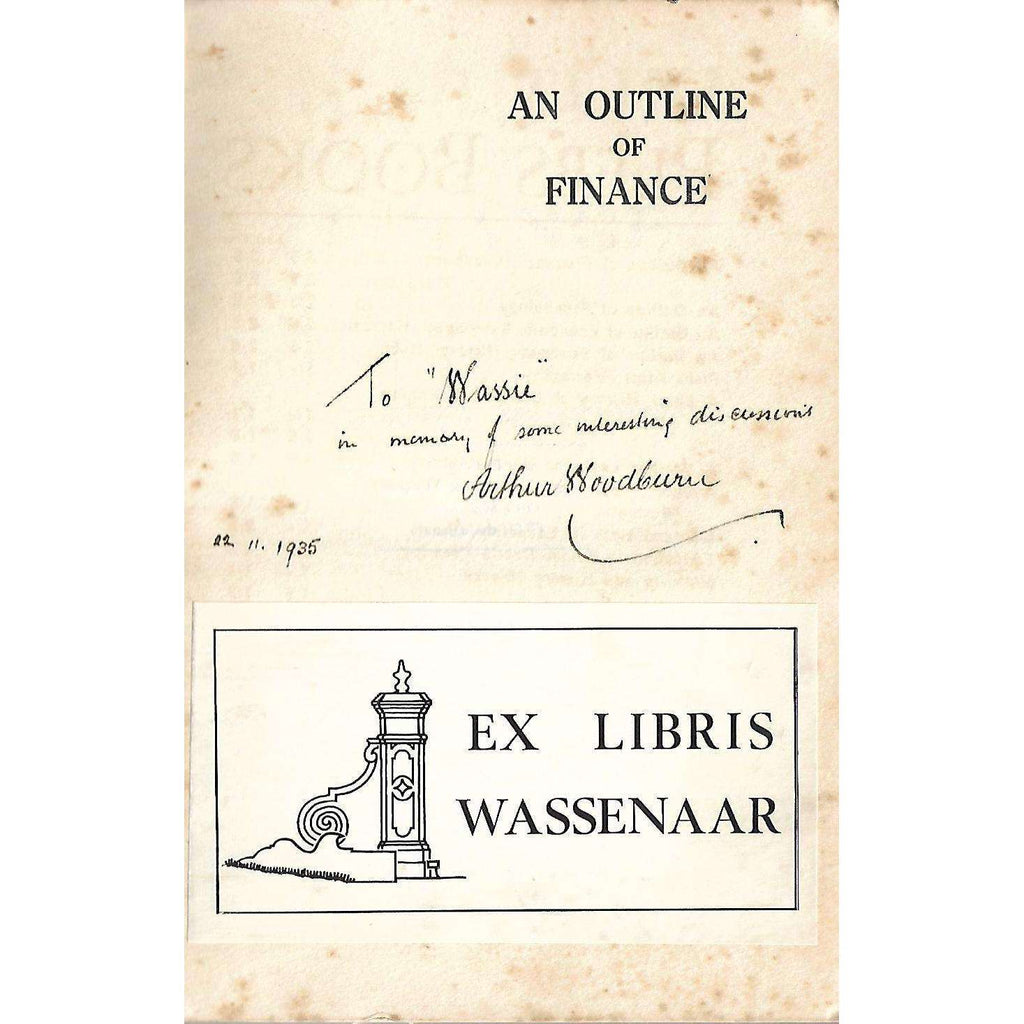 AN OUTLINE
OF
FINANCE
To "Wassie"
in memory of some interesting discussions
Arthur Woodburn
22 11. 1935
EX LIBRIS
WASSENAAR